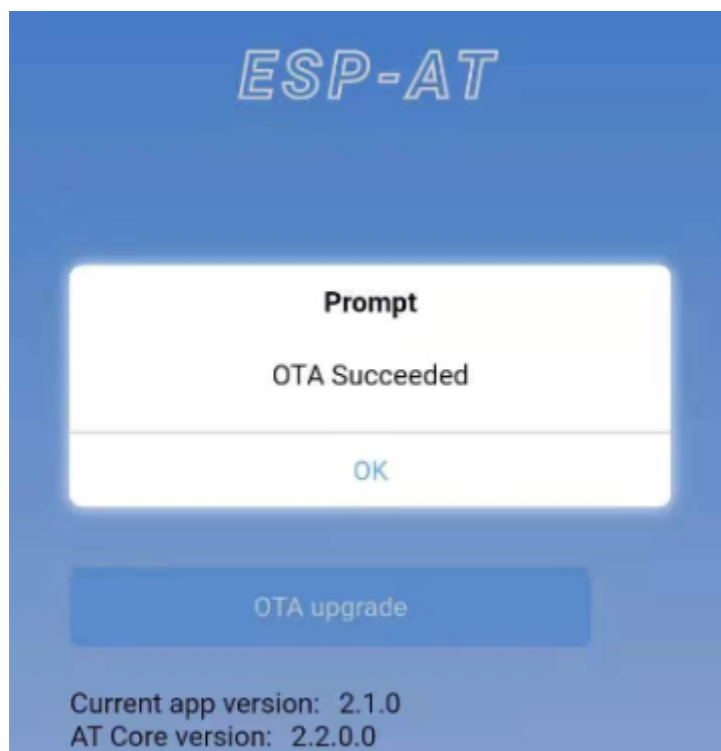 ESP-AT
Prompt
OTA Succeeded
OK
OTA upgrade
Current app version: 2.1.0
AT Core version: 2.2.0.0